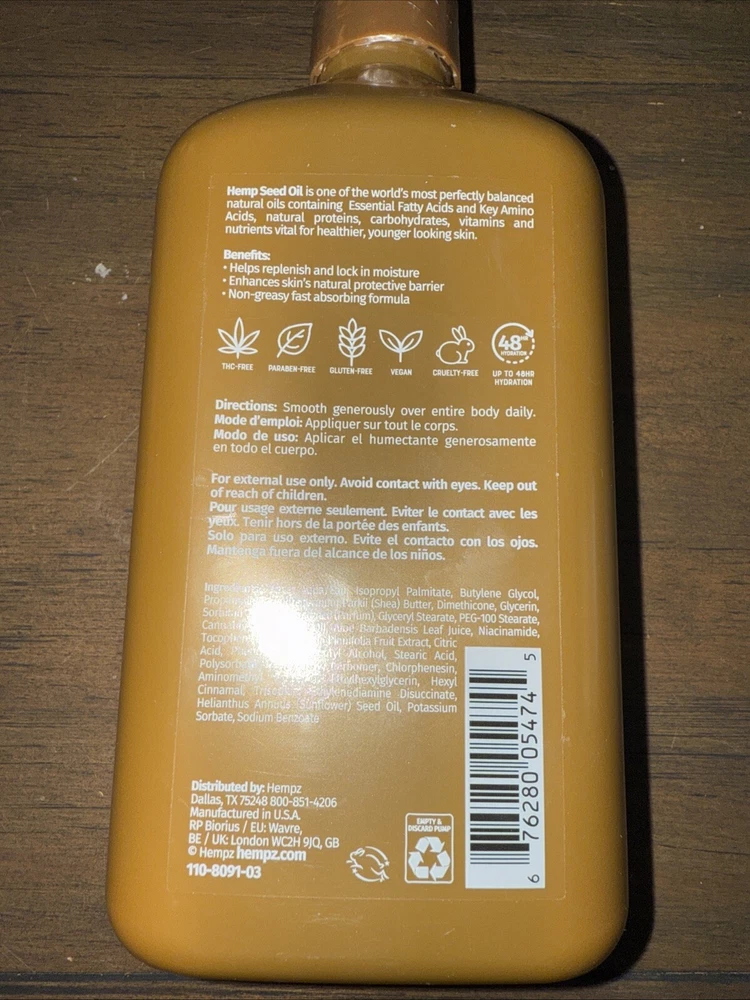 Hemp Seed Oil is one of the world's most perfectly balanced
natural oils containing Essential Fatty Acids and Key Amino
Acids, natural proteins, carbohydrates, vitamins and
nutrients vital for healthier, younger looking skin.
Benefits:
• Helps replenish and lock in moisture
• Enhances skin's natural protective barrier
• Non-greasy fast absorbing formula
48HR
HYDRATION
THC-FREE PARABEN-FREE GLUTEN-FREE VEGAN CRUELTY-FREE UP TO 48HR
HYDRATION
Directions: Smooth generously over entire body daily.
Mode d'emploi: Appliquer sur tout le corps.
Modo de uso: Aplicar el humectante generosamente
en todo el cuerpo.
For external use only. Avoid contact with eyes. Keep out
of reach of children.
Pour usage externe seulement. Eviter le contact avec les
yeux. Tenir hors de la portée des enfants.
Solo para uso externo. Evite el contacto con los ojos.
Mantenga fuera del alcance de los niños.
Isopropyl Palmitate, Butylene Glycol,
Parkii (Shea) Butter, Dimethicone, Glycerin,
Glyceryl Stearate, PEG-100 Stearate,
Barbadensis Leaf Juice, Niacinamide,
Fruit Extract, Citric
Acid, Alcohol, Stearic Acid,
Chlorphenesin,
Hexyl
Cinnamal, Disuccinate,
Helianthus Annuus (Sunflower) Seed Oil, Potassium
Sorbate, Sodium Benzoate
Distributed by: Hempz
Dallas, TX 75248 800-851-4206
Manufactured in U.S.A.
RP Biorius / EU: Wavre,
BE / UK: London WC2H 9JQ, GB
© Hempz hempz.com
110-8091-03
EMPTY &
DISCARD PUMP
6 76280 05474 5